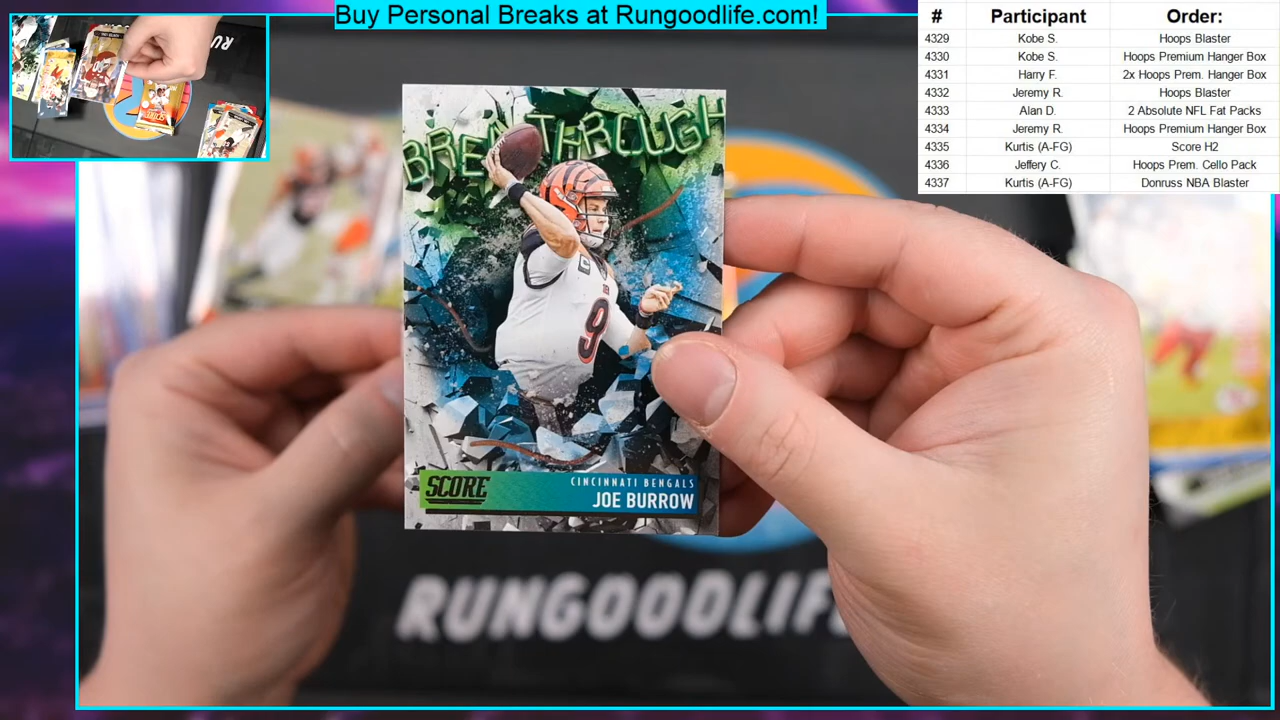 Buy Personal Breaks at Rungoodlife.com!
# Participant Order:
4329 Kobe S. Hoops Blaster
4330 Kobe S. Hoops Premium Hanger Box
4331 Harry F. 2x Hoops Prem. Hanger Box
4332 Jeremy R. Hoops Blaster
4333 Alan D. 2 Absolute NFL Fat Packs
4334 Jeremy R. Hoops Premium Hanger Box
4335 Kurtis (A-FG) Score H2
4336 Jeffery C. Hoops Prem. Cello Pack
4337 Kurtis (A-FG) Donruss NBA Blaster
BREAKTHROUGH
9
SCORE
CINCINNATI BENGALS
JOE BURROW
RUNGOODLIFE